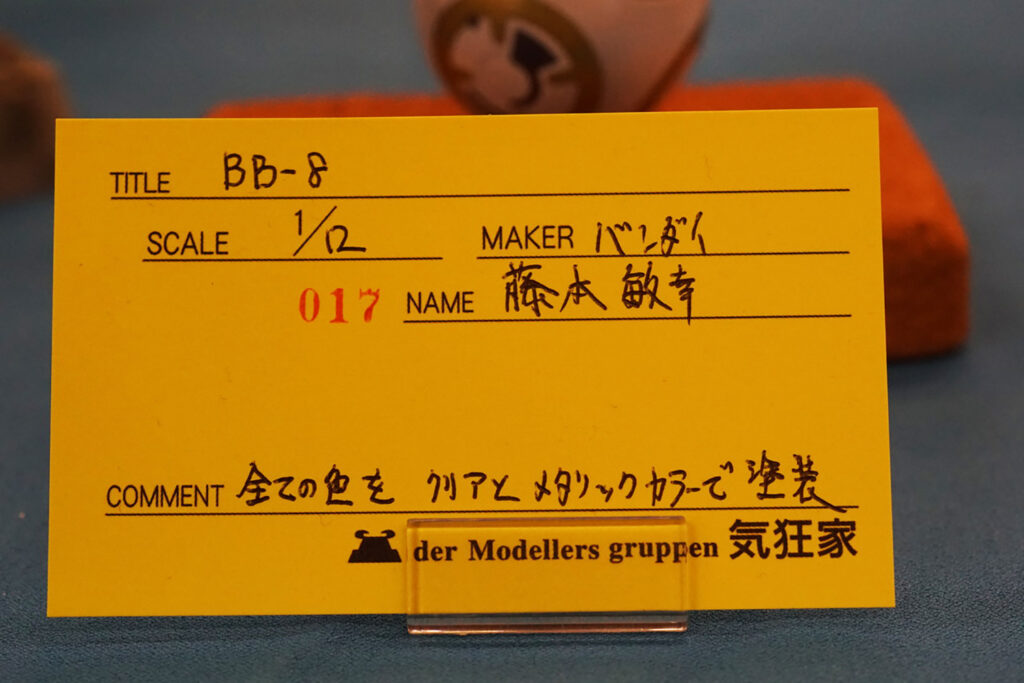 TITLE BB-8
SCALE 1/12 MAKER バンダイ
017 NAME 藤本 敏幸
COMMENT 全ての色を クリアとメタリックカラーで塗装
der Modellers gruppen 気狂家